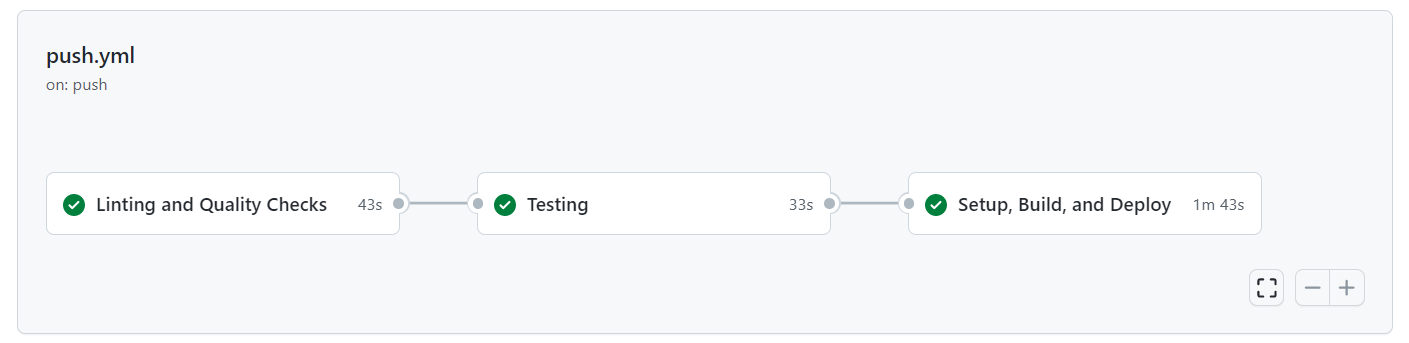 push.yml
on: push
Linting and Quality Checks 43s
Testing 33s
Setup, Build, and Deploy 1m 43s